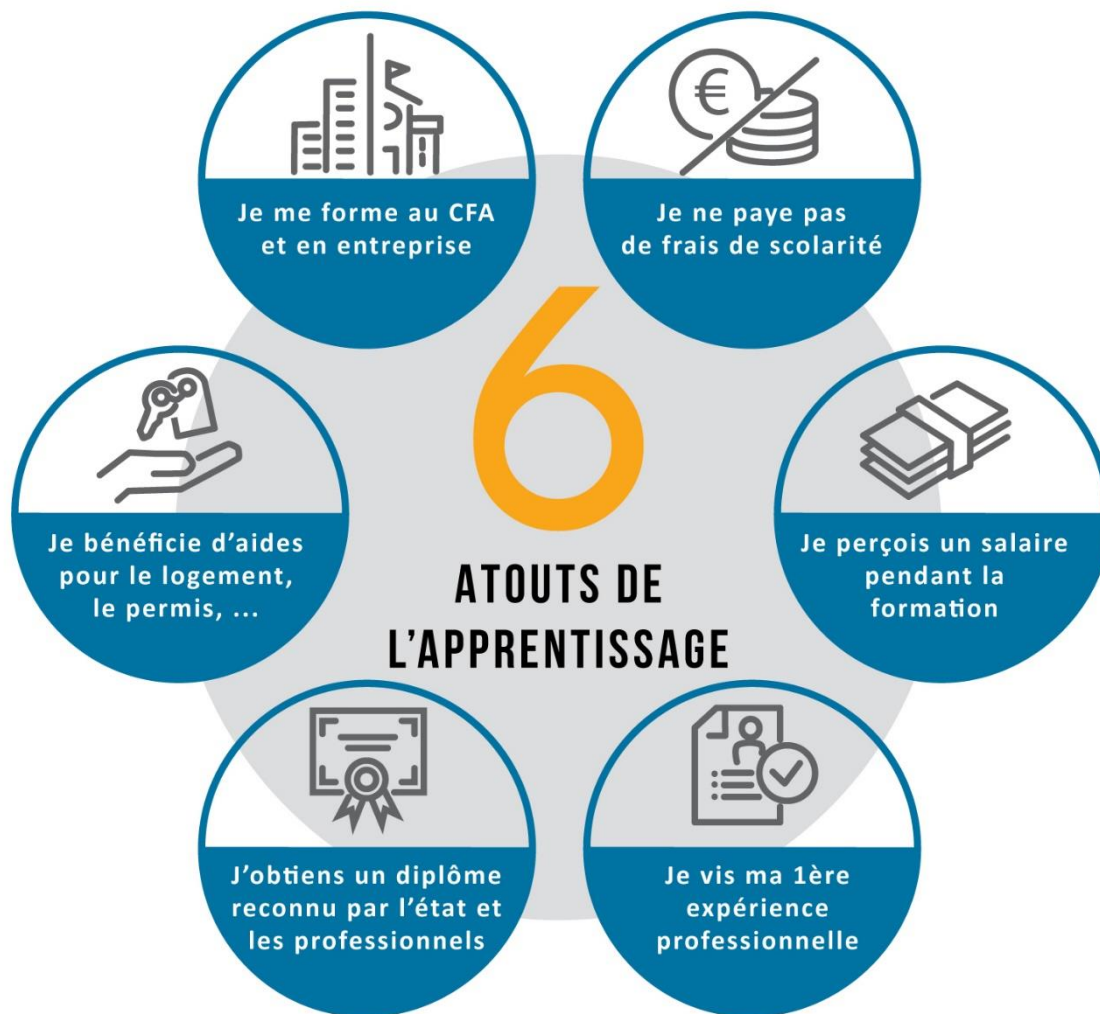 Je me forme au CFA
et en entreprise
Je ne paye pas
de frais de scolarité
6
ATOUTS DE
L'APPRENTISSAGE
Je bénéficie d'aides
pour le logement,
le permis, ...
Je perçois un salaire
pendant la
formation
J'obtiens un diplôme
reconnu par l'état et
les professionnels
Je vis ma 1ère
expérience
professionnelle